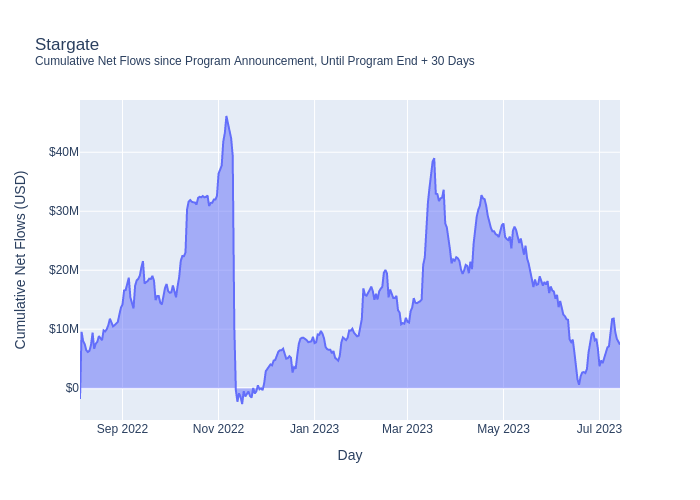 Stargate
Cumulative Net Flows since Program Announcement, Until Program End + 30 Days
Cumulative Net Flows (USD)
$40M
$30M
$20M
$10M
$0
Sep 2022
Nov 2022
Jan 2023
Mar 2023
May 2023
Jul 2023
Day